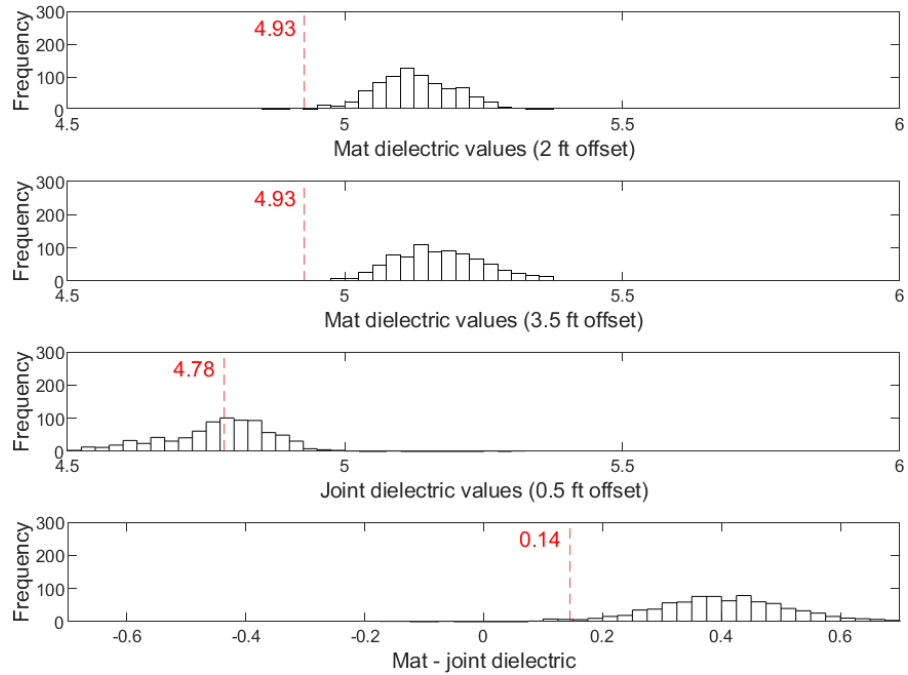 300
4.93
200
100
0
Frequency
4.5 5 5.5 6
Mat dielectric values (2 ft offset)
300
4.93
200
100
0
Frequency
4.5 5 5.5 6
Mat dielectric values (3.5 ft offset)
300
4.78
200
100
0
Frequency
4.5 5 5.5 6
Joint dielectric values (0.5 ft offset)
300
0.14
200
100
0
Frequency
-0.6 -0.4 -0.2 0 0.2 0.4 0.6
Mat - joint dielectric